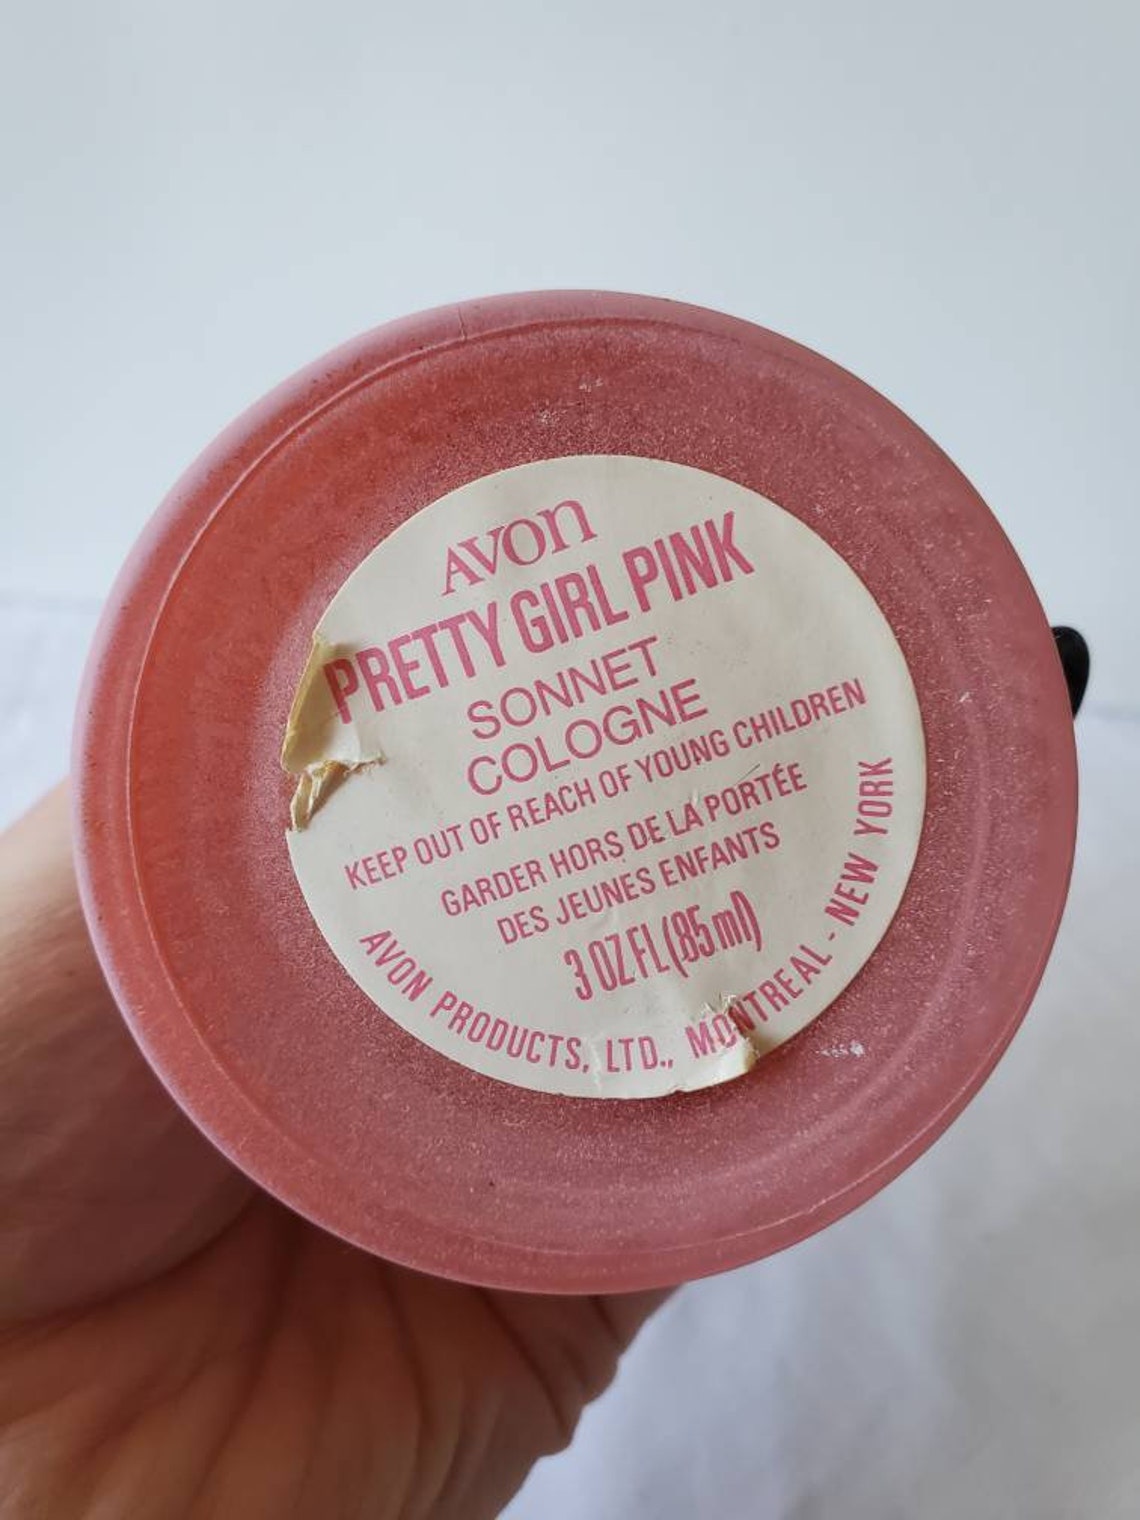 AVON
PRETTY GIRL PINK
SONNET
COLOGNE
KEEP OUT OF REACH OF YOUNG CHILDREN
GARDER HORS DE LA PORTÉE
DES JEUNES ENFANTS
3 OZ FL (85 ml)
AVON PRODUCTS, LTD., MONTREAL - NEW YORK